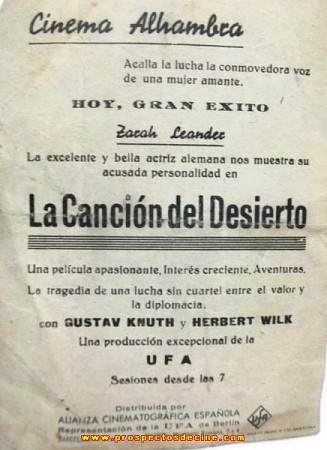 Cinema Alhambra
Acalla la lucha la conmovedora voz
de una mujer amante.
HOY, GRAN EXITO
Zarah Leander
La excelente y bella actriz alemana nos muestra su
acusada personalidad en
La Canción del Desierto
Una película apasionante, Interés creciente, Aventuras.
La tragedia de una lucha sin cuartel entre el valor y
la diplomacia.
con GUSTAV KNUTH y HERBERT WILK
Una producción excepcional de la
UFA
Sesiones desde las 7
Distribuída por
ALIANZA CINEMATOGRÁFICA ESPAÑOLA
Representación de la UFA de Berlín
UFA
www.prospectosdecine.com